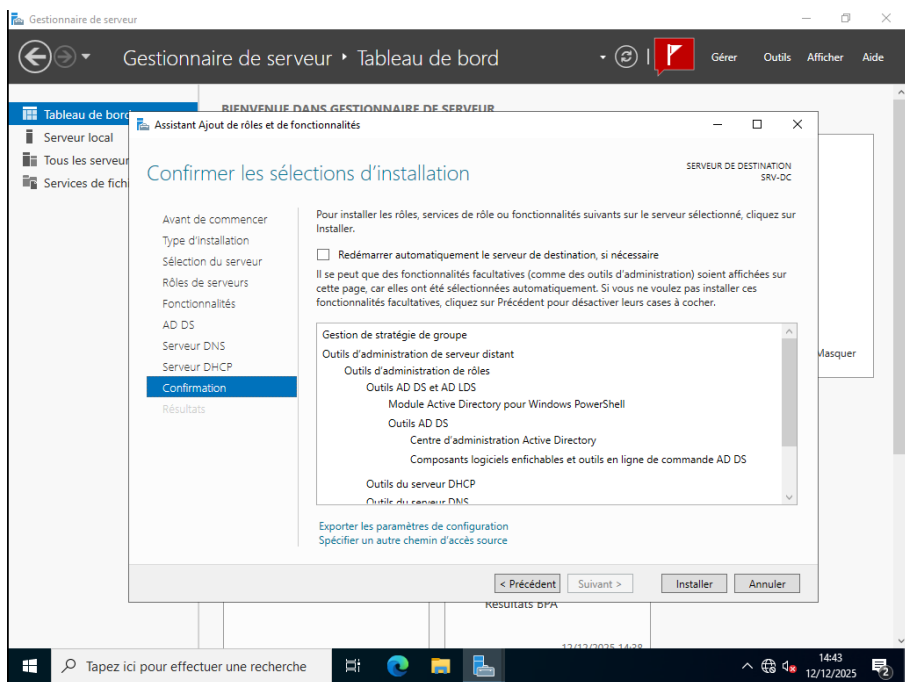 Gestionnaire de serveur
Gestionnaire de serveur • Tableau de bord
Gérer Outils Afficher Aide
BIENVENUE DANS GESTIONNAIRE DE SERVEUR
Tableau de bord
Serveur local
Tous les serveur
Services de fich
Assistant Ajout de rôles et de fonctionnalités
Confirmer les sélections d'installation
SERVEUR DE DESTINATION
SRV-DC
Avant de commencer
Type d'installation
Sélection du serveur
Rôles de serveurs
Fonctionnalités
AD DS
Serveur DNS
Serveur DHCP
Confirmation
Résultats
Pour installer les rôles, services de rôle ou fonctionnalités suivants sur le serveur sélectionné, cliquez sur
Installer.
Redémarrer automatiquement le serveur de destination, si nécessaire
Il se peut que des fonctionnalités facultatives (comme des outils d'administration) soient affichées sur
cette page, car elles ont été sélectionnées automatiquement. Si vous ne voulez pas installer ces
fonctionnalités facultatives, cliquez sur Précédent pour désactiver leurs cases à cocher.
Gestion de stratégie de groupe
Outils d'administration de serveur distant
Outils d'administration de rôles
Outils AD DS et AD LDS
Module Active Directory pour Windows PowerShell
Outils AD DS
Centre d'administration Active Directory
Composants logiciels enfichables et outils en ligne de commande AD DS
Outils du serveur DHCP
Outils du serveur DNS
Exporter les paramètres de configuration
Spécifier un autre chemin d'accès source
< Précédent Suivant > Installer Annuler
Masquer
Résultats BPA
12/12/2025 14:38
Tapez ici pour effectuer une recherche
14:43
12/12/2025
2